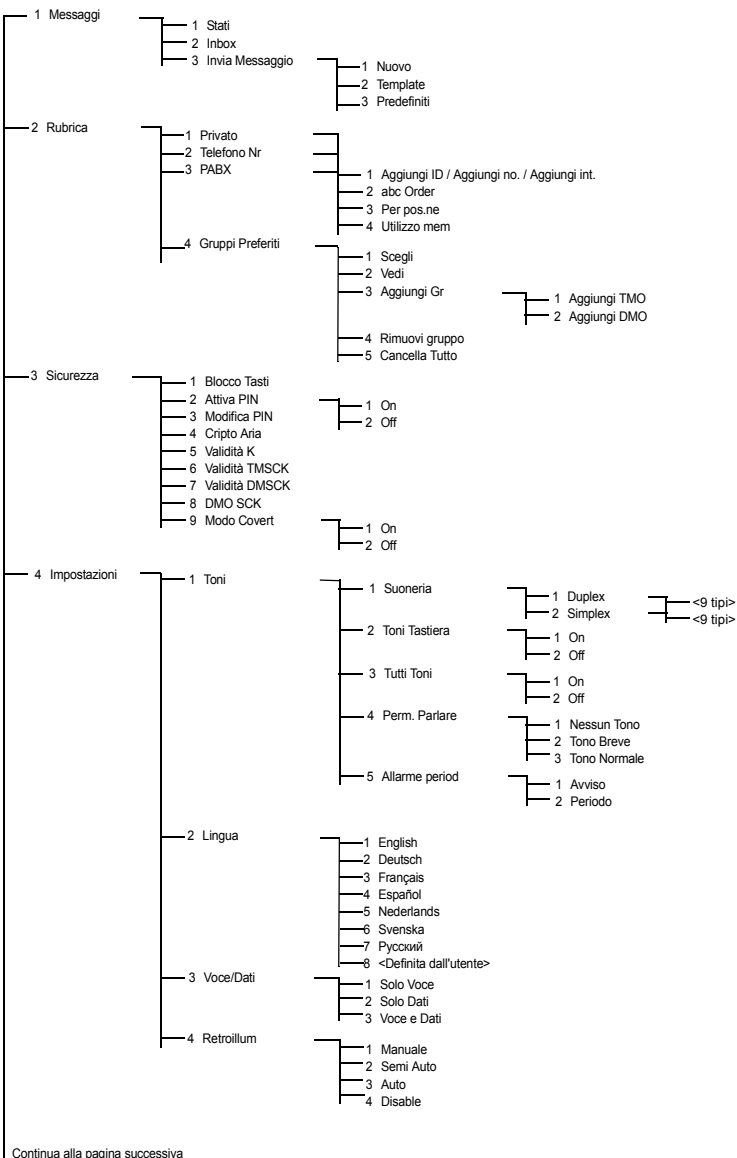 1 Messaggi
1 Stati
2 Inbox
3 Invia Messaggio
1 Nuovo
2 Template
3 Predefiniti
2 Rubrica
1 Privato
2 Telefono Nr
3 PABX
1 Aggiungi ID / Aggiungi no. / Aggiungi int.
2 abc Order
3 Per pos.ne
4 Utilizzo mem
4 Gruppi Preferiti
1 Scegli
2 Vedi
3 Aggiungi Gr
1 Aggiungi TMO
2 Aggiungi DMO
4 Rimuovi gruppo
5 Cancella Tutto
3 Sicurezza
1 Blocco Tasti
2 Attiva PIN
1 On
2 Off
3 Modifica PIN
4 Cripto Aria
5 Validità K
6 Validità TMSCK
7 Validità DMSCK
8 DMO SCK
9 Modo Covert
1 On
2 Off
4 Impostazioni
1 Toni
1 Suoneria
1 Duplex
<9 tipi>
2 Simplex
<9 tipi>
2 Toni Tastiera
1 On
2 Off
3 Tutti Toni
1 On
2 Off
4 Perm. Parlare
1 Nessun Tono
2 Tono Breve
3 Tono Normale
5 Allarme period
1 Avviso
2 Periodo
2 Lingua
1 English
2 Deutsch
3 Français
4 Español
5 Nederlands
6 Svenska
7 Русский
8 <Definita dall'utente>
3 Voce/Dati
1 Solo Voce
2 Solo Dati
3 Voce e Dati
4 Retroillum
1 Manuale
2 Semi Auto
3 Auto
4 Disable
Continua alla pagina successiva